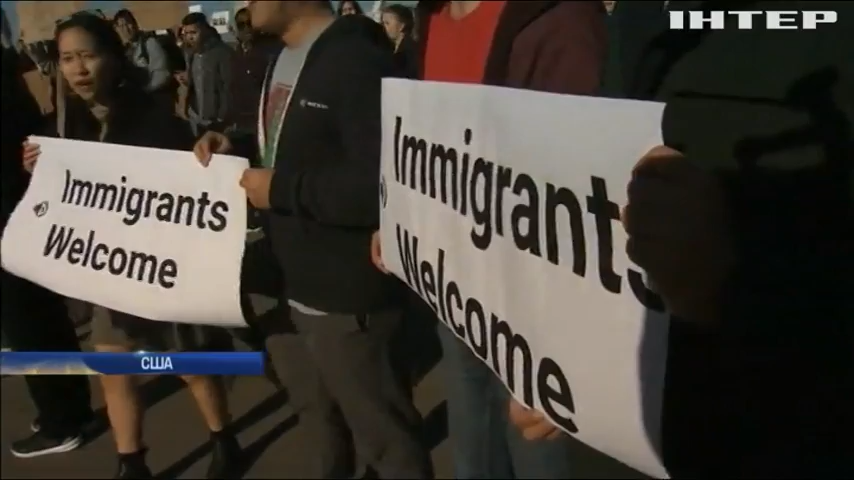 ІНТЕР
Immigrants
Welcome
Immigrants
Welcome
США